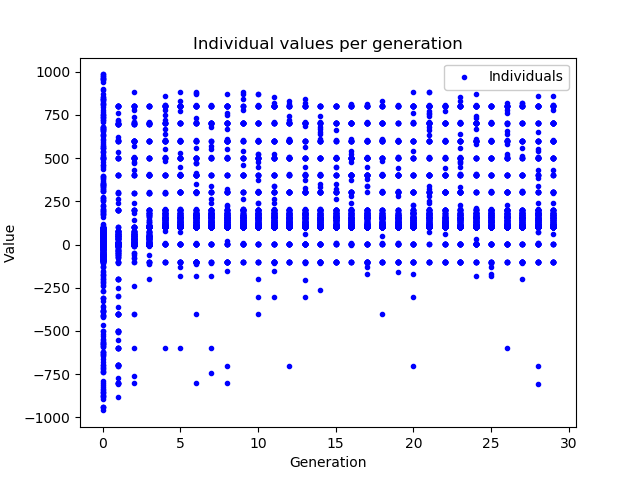 Individual values per generation
Individuals
1000
750
500
250
0
−250
−500
−750
−1000
Value
0 5 10 15 20 25 30
Generation